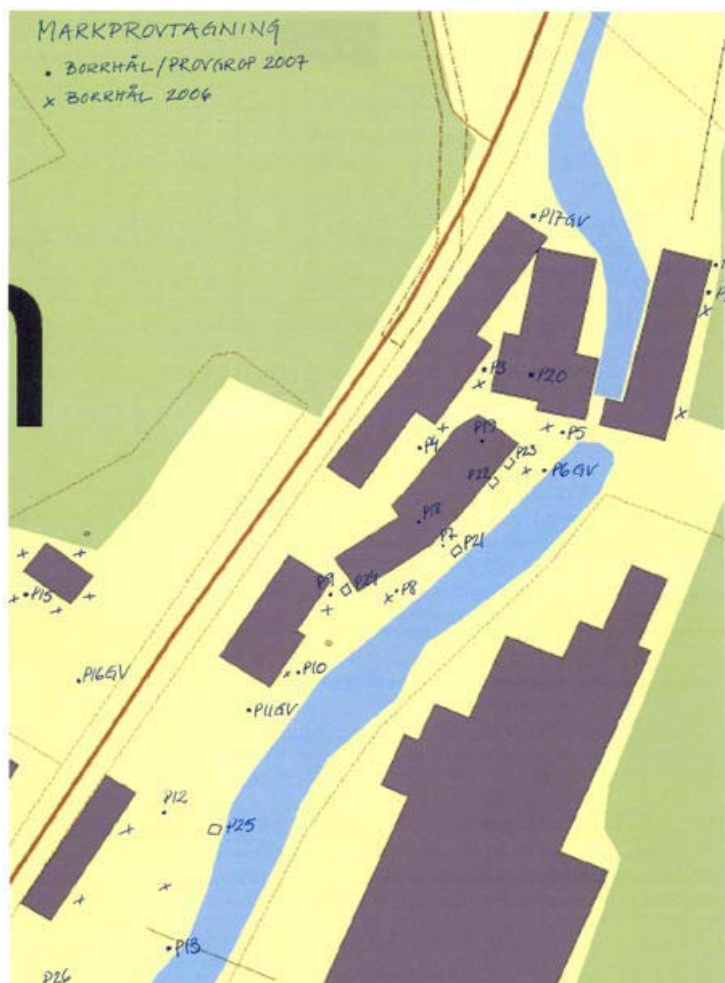 MARKPROVTAGNING
• BORRHÅL/PROVGROP 2007
x BORRHÅL 2006
P17GV
P3
P20
P4
P19
P5
P23
P22
P6GV
P18
P7
P21
P9
P24
P8
P15
P10
P16GV
P11GV
P12
P25
P13
P26